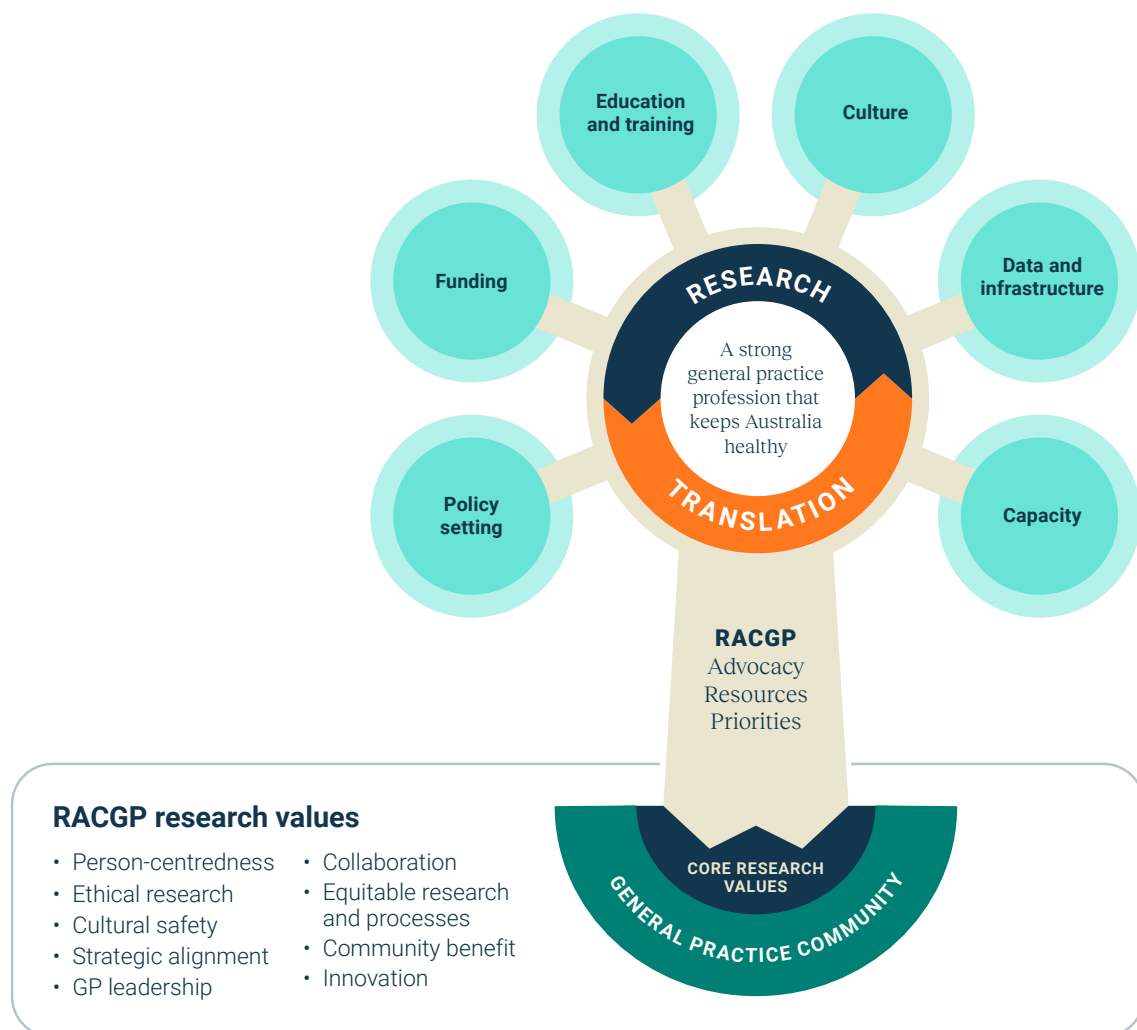 Education
and training
Culture
Funding
Data and
infrastructure
Policy
setting
Capacity
RESEARCH
A strong
general practice
profession that
keeps Australia
healthy
TRANSLATION
RACGP
Advocacy
Resources
Priorities
RACGP research values
• Person-centredness
• Ethical research
• Cultural safety
• Strategic alignment
• GP leadership
• Collaboration
• Equitable research
and processes
• Community benefit
• Innovation
CORE RESEARCH
VALUES
GENERAL PRACTICE COMMUNITY